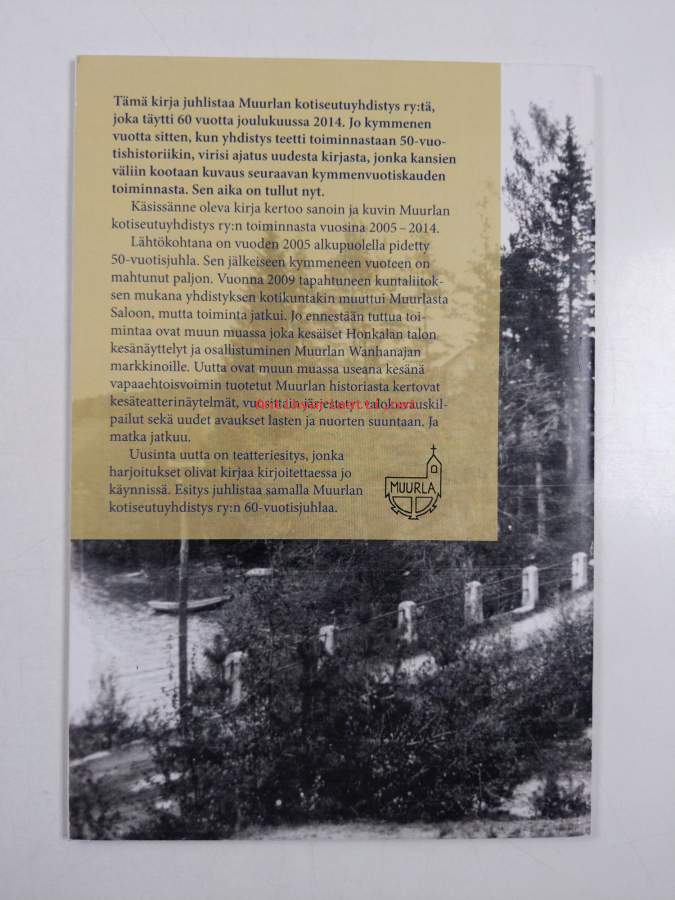 Tämä kirja juhlistaa Muurlan kotiseutuyhdistys ry:tä,
joka täytti 60 vuotta joulukuussa 2014. Jo kymmenen
vuotta sitten, kun yhdistys teetti toiminnastaan 50-vuo-
tishistoriikin, virisi ajatus uudesta kirjasta, jonka kansien
väliin kootaan kuvaus seuraavan kymmenvuotiskauden
toiminnasta. Sen aika on tullut nyt.
Käsissänne oleva kirja kertoo sanoin ja kuvin Muurlan
kotiseutuyhdistys ry:n toiminnasta vuosina 2005–2014.
Lähtökohtana on vuoden 2005 alkupuolella pidetty
50-vuotisjuhla. Sen jälkeiseen kymmeneen vuoteen on
mahtunut paljon. Vuonna 2009 tapahtuneen kuntaliitok-
sen mukana yhdistyksen kotikuntakin muuttui Muurlasta
Saloon, mutta toiminta jatkui. Jo ennestään tuttua toi-
mintaa ovat muun muassa joka kesäiset Honkalan talon
kesänäyttelyt ja osallistuminen Muurlan Wanhanajan
markkinoille. Uutta ovat muun muassa useana kesänä
vapaaehtoisvoimin tuotetut Muurlan historiasta kertovat
kesäteatterinäytelmät, vuosittain järjestetyt talokuvauskil-
pailut sekä uudet avaukset lasten ja nuorten suuntaan. Ja
matka jatkuu.
Uusinta uutta on teatteriesitys, jonka
harjoitukset olivat kirjaa kirjoitettaessa jo
käynnissä. Esitys juhlistaa samalla Muurlan
kotiseutuyhdistys ry:n 60-vuotisjuhlaa.
MUURLA